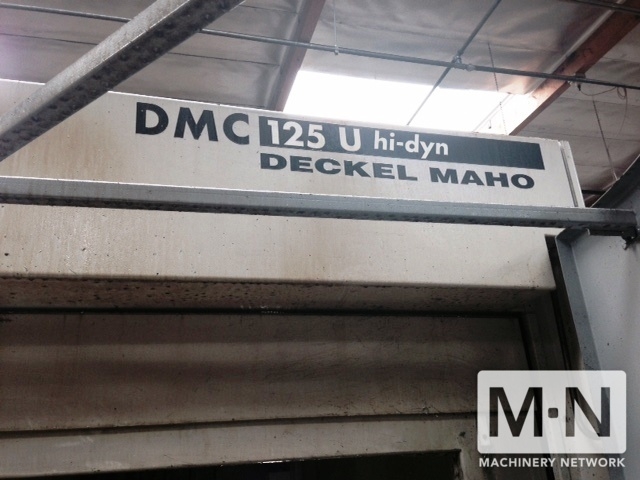 DMC 125 U hi-dyn
DECKEL MAHO
M·N
MACHINERY NETWORK